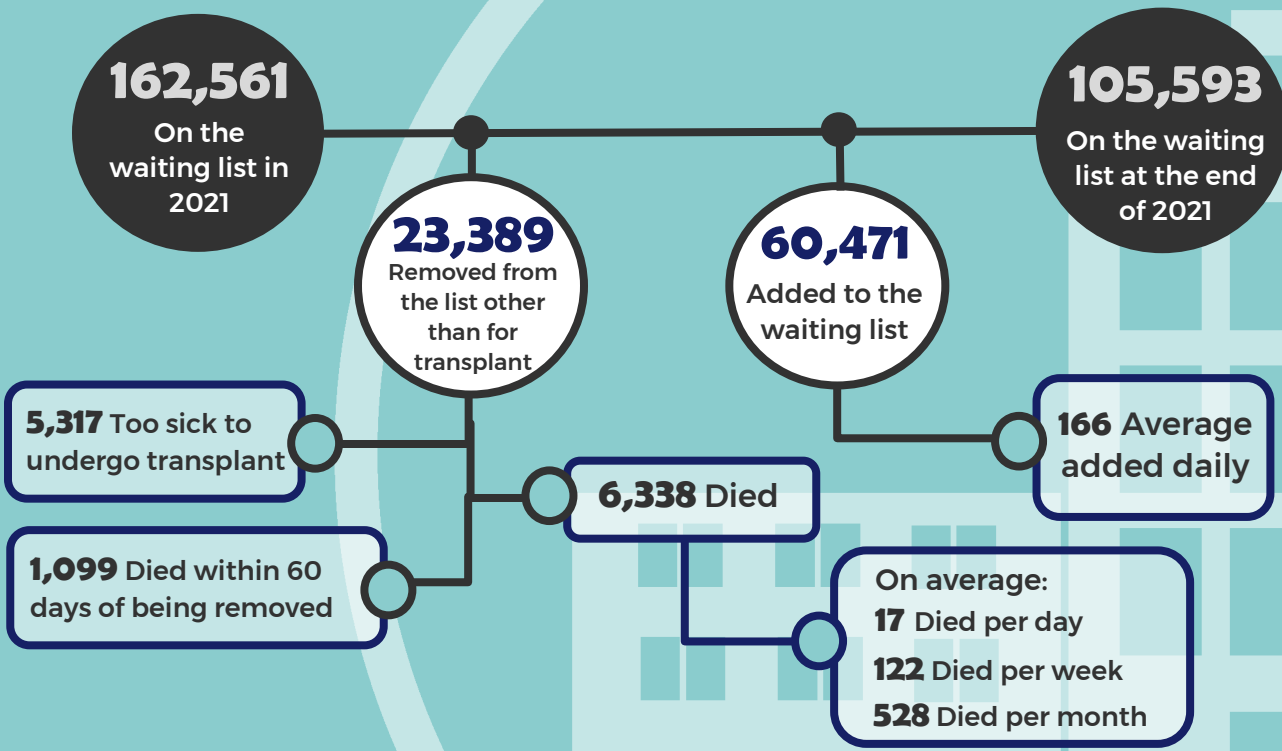 162,561
On the
waiting list in
2021
23,389
Removed from
the list other
than for
transplant
60,471
Added to the
waiting list
105,593
On the waiting
list at the end
of 2021
5,317 Too sick to
undergo transplant
1,099 Died within 60
days of being removed
6,338 Died
166 Average
added daily
On average:
17 Died per day
122 Died per week
528 Died per month